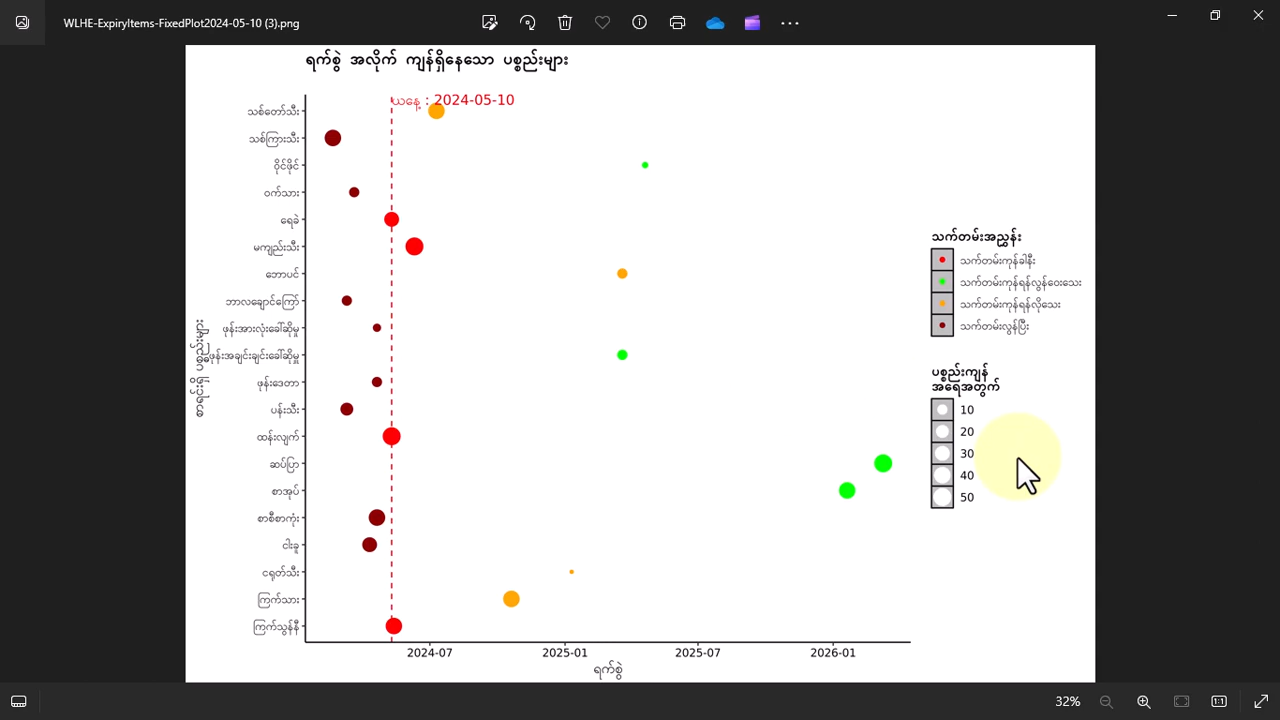 WLHE-ExpiryItems-FixedPlot2024-05-10 (3).png
ရက်စွဲ အလိုက် ကျန်ရှိနေသော ပစ္စည်းများ
ယနေ့ : 2024-05-10
သစ်တော်သီး
သစ်ကြားသီး
ဝိုင်ဖိုင်
ဝက်သား
ရေခဲ
မကျည်းသီး
ဘောပင်
ဘာလချောင်ကြော်
ဖုန်းအားလုံးခေါ်ဆိုမှု
ဖုန်းအချင်းချင်းခေါ်ဆိုမှု
ဖုန်းဒေတာ
ပန်းသီး
ထန်းလျက်
ဆပ်ပြာ
စာအုပ်
စာစီစာကုံး
ငါးခူ
ငရုတ်သီး
ကြက်သား
ကြက်သွန်နီ
စာရင်းရှိ ပစ္စည်းများ
2024-07
2025-01
2025-07
2026-01
ရက်စွဲ
သက်တမ်းအညွှန်း
သက်တမ်းကုန်ခါနီး
သက်တမ်းကုန်ရန်လွန်ဝေးသေး
သက်တမ်းကုန်ရန်လိုသေး
သက်တမ်းလွန်ပြီး
ပစ္စည်းကျန်
အရေအတွက်
10
20
30
40
50
32%